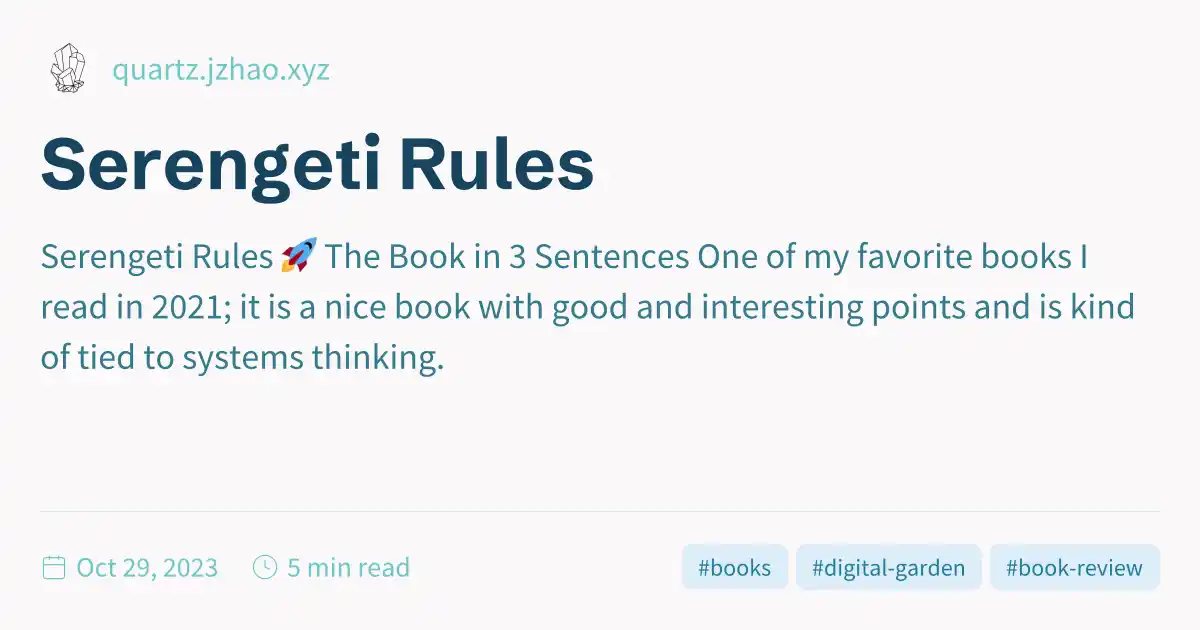 quartz.jzhao.xyz
Serengeti Rules
Serengeti Rules 🚀 The Book in 3 Sentences One of my favorite books I
read in 2021; it is a nice book with good and interesting points and is kind
of tied to systems thinking.
Oct 29, 2023 5 min read #books #digital-garden #book-review